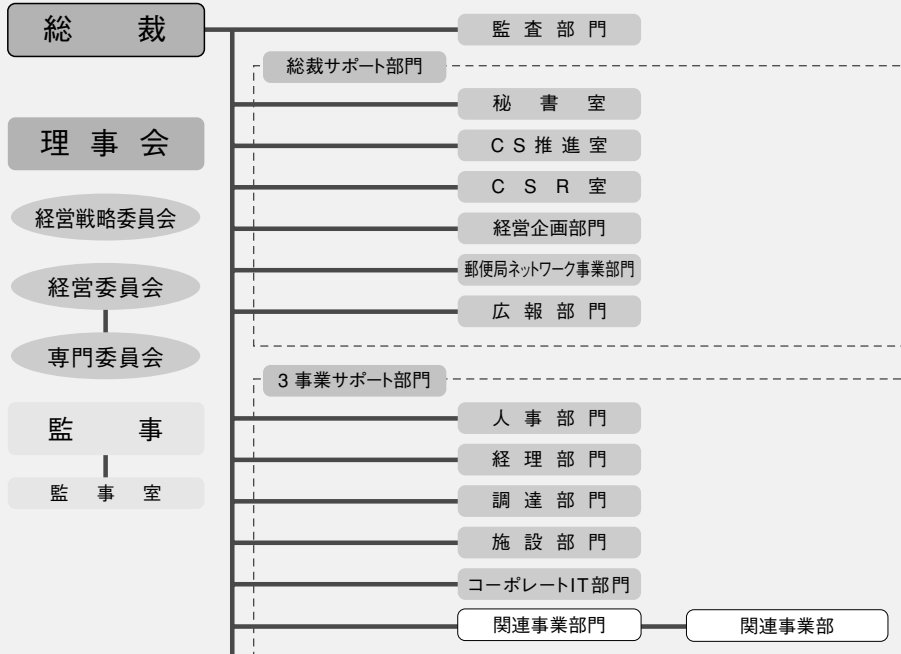 総裁
理事会
経営戦略委員会
経営委員会
専門委員会
監事
監事室
監査部門
総裁サポート部門
秘書室
CS推進室
CSR室
経営企画部門
郵便局ネットワーク事業部門
広報部門
3事業サポート部門
人事部門
経理部門
調達部門
施設部門
コーポレートIT部門
関連事業部門
関連事業部